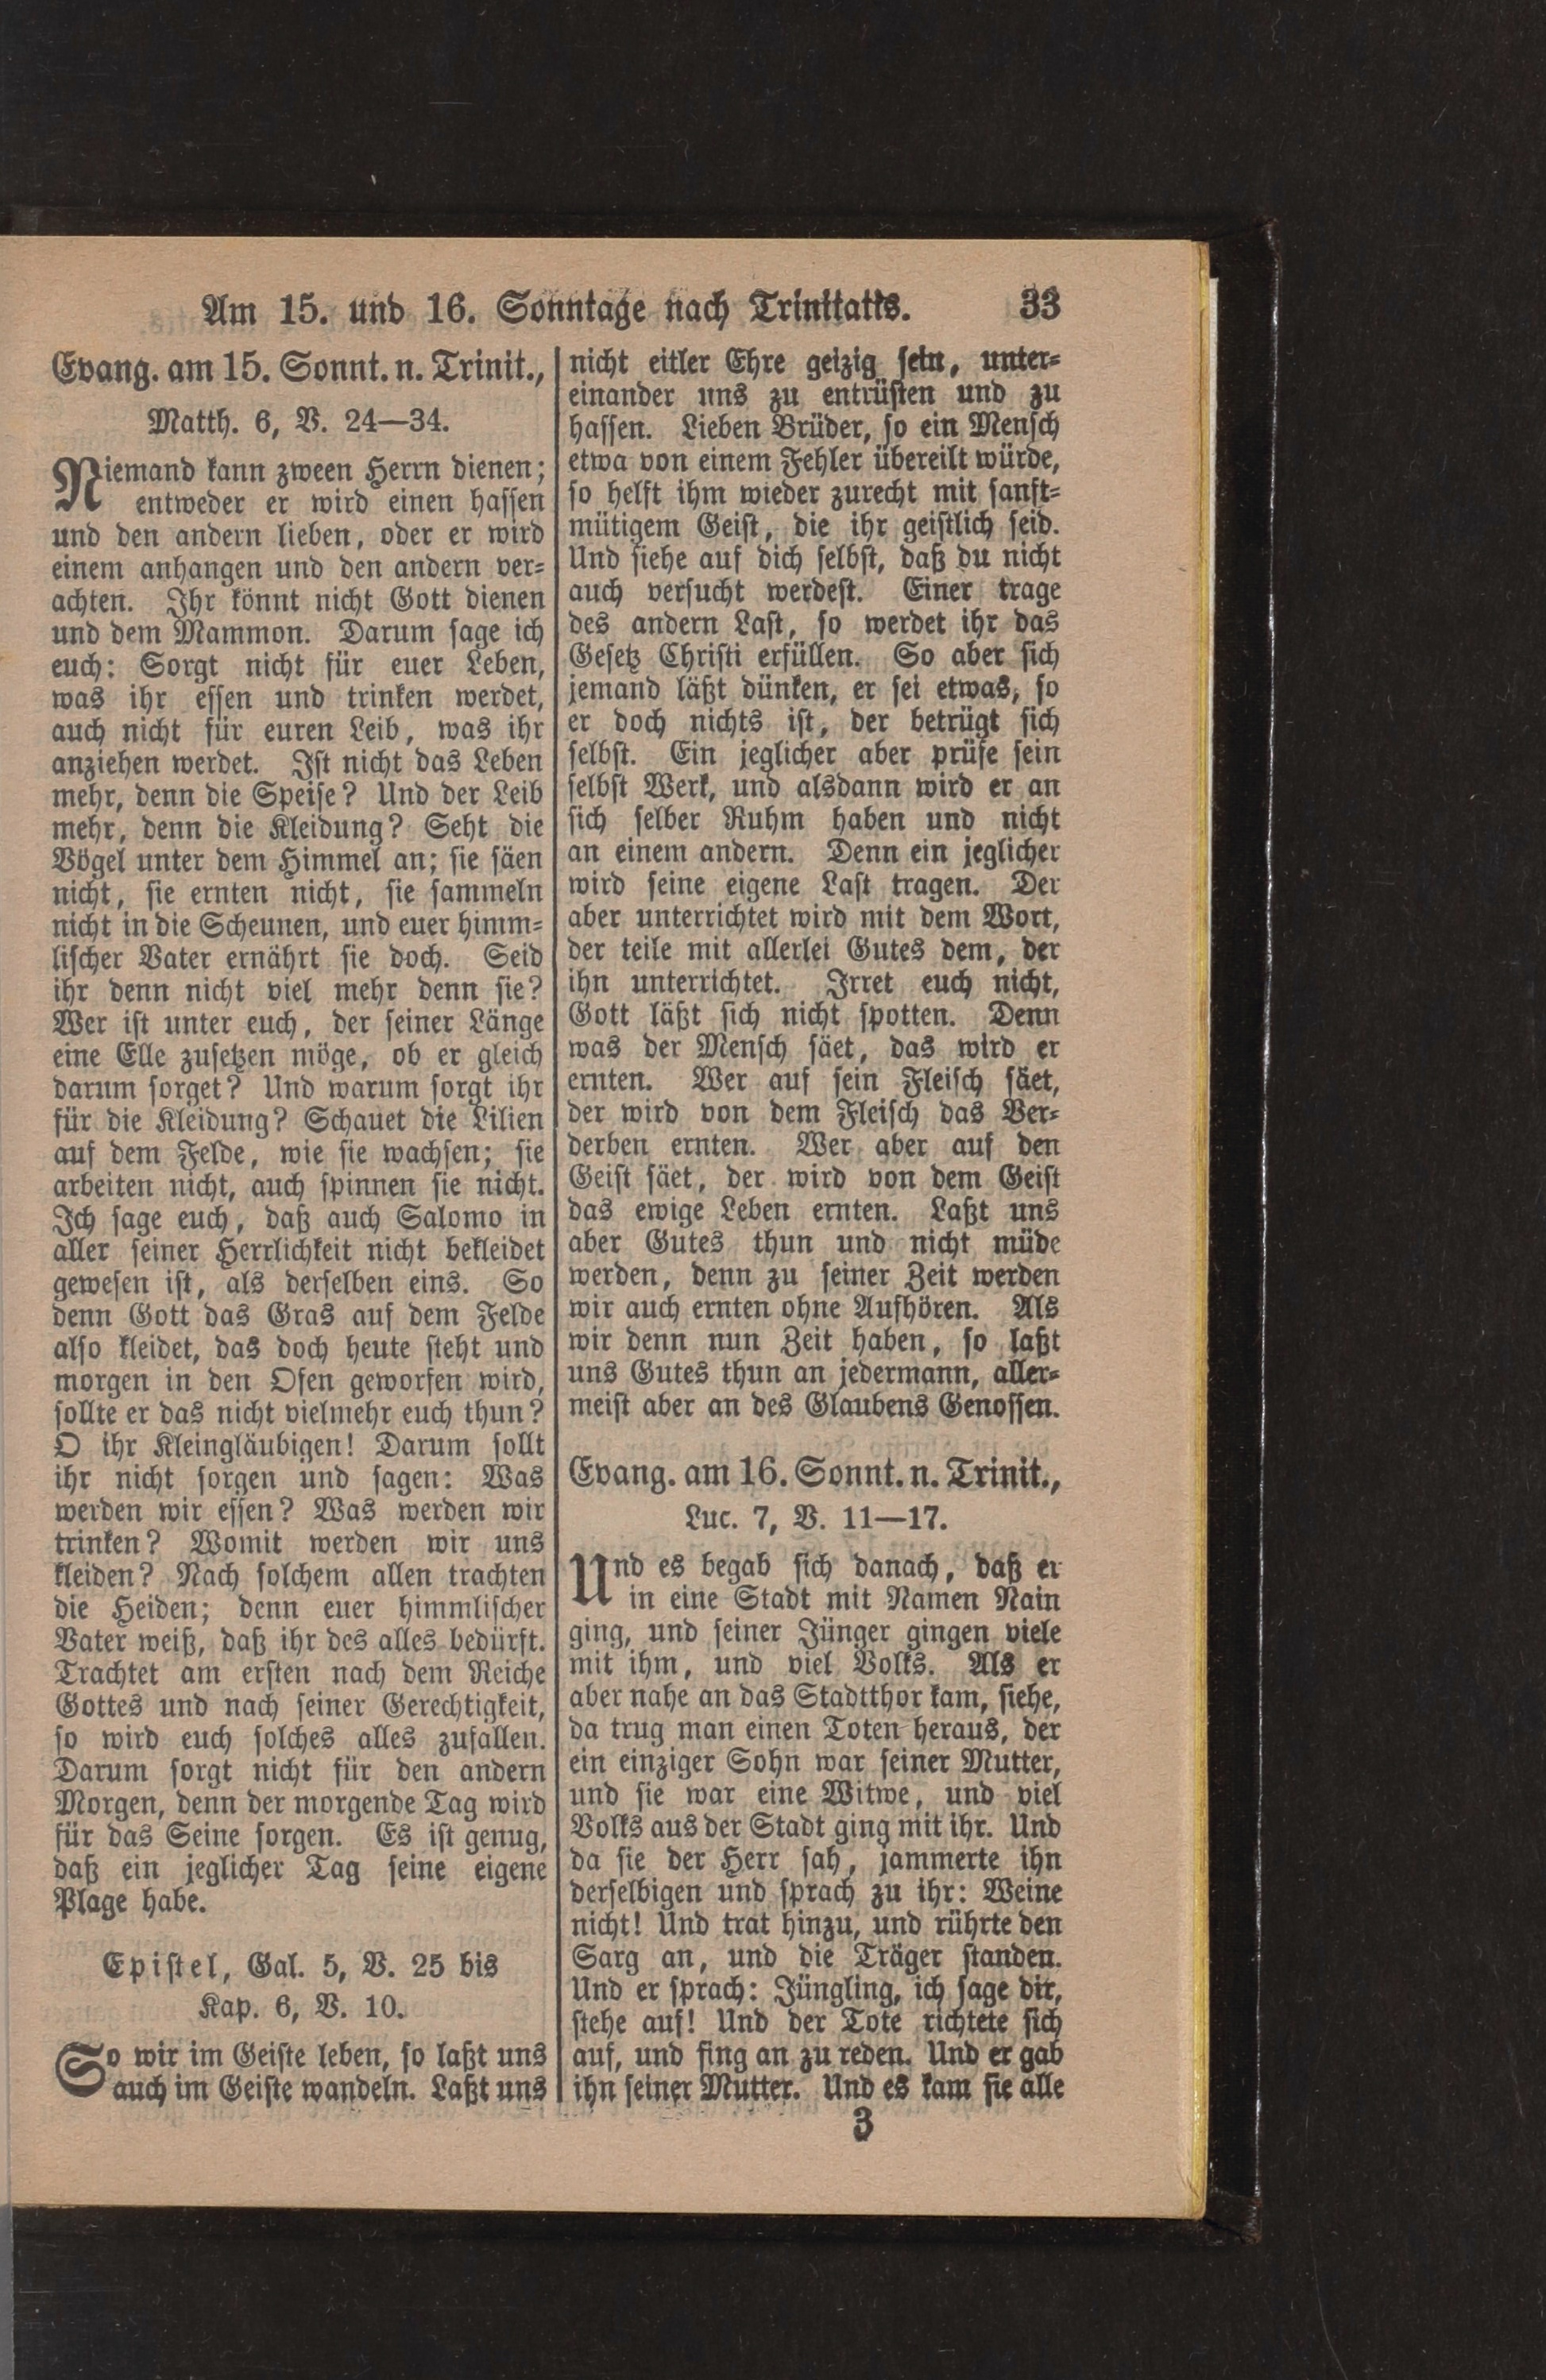 Am 15. und 16. Sonntage nach Trinitatis. 33
Evang. am 15. Sonnt. n. Trinit.,
Matth. 6, V. 24—34.
Niemand kann zween Herrn dienen;
entweder er wird einen hassen
und den andern lieben, oder er wird
einem anhangen und den andern ver-
achten. Ihr könnt nicht Gott dienen
und dem Mammon. Darum sage ich
euch: Sorgt nicht für euer Leben,
was ihr essen und trinken werdet,
auch nicht für euren Leib, was ihr
anziehen werdet. Ist nicht das Leben
mehr, denn die Speise? Und der Leib
mehr, denn die Kleidung? Seht die
Vögel unter dem Himmel an; sie säen
nicht, sie ernten nicht, sie sammeln
nicht in die Scheunen, und euer himm-
lischer Vater ernährt sie doch. Seid
ihr denn nicht viel mehr denn sie?
Wer ist unter euch, der seiner Länge
eine Elle zusetzen möge, ob er gleich
darum sorget? Und warum sorgt ihr
für die Kleidung? Schauet die Lilien
auf dem Felde, wie sie wachsen; sie
arbeiten nicht, auch spinnen sie nicht.
Ich sage euch, daß auch Salomo in
aller seiner Herrlichkeit nicht bekleidet
gewesen ist, als derselben eins. So
denn Gott das Gras auf dem Felde
also kleidet, das doch heute steht und
morgen in den Ofen geworfen wird,
sollte er das nicht vielmehr euch thun?
O ihr Kleingläubigen! Darum sollt
ihr nicht sorgen und sagen: Was
werden wir essen? Was werden wir
trinken? Womit werden wir uns
kleiden? Nach solchem allen trachten
die Heiden; denn euer himmlischer
Vater weiß, daß ihr des alles bedürft.
Trachtet am ersten nach dem Reiche
Gottes und nach seiner Gerechtigkeit,
so wird euch solches alles zufallen.
Darum sorgt nicht für den andern
Morgen, denn der morgende Tag wird
für das Seine sorgen. Es ist genug,
daß ein jeglicher Tag seine eigene
Plage habe.
Epistel, Gal. 5, V. 25 bis
Kap. 6, V. 10.
So wir im Geiste leben, so laßt uns
auch im Geiste wandeln. Laßt uns
nicht eitler Ehre geizig sein, unter-
einander uns zu entrüsten und zu
hassen. Lieben Brüder, so ein Mensch
etwa von einem Fehler übereilt würde,
so helft ihm wieder zurecht mit sanft-
mütigem Geist, die ihr geistlich seid.
Und siehe auf dich selbst, daß du nicht
auch versucht werdest. Einer trage
des andern Last, so werdet ihr das
Gesetz Christi erfüllen. So aber sich
jemand läßt dünken, er sei etwas, so
er doch nichts ist, der betrügt sich
selbst. Ein jeglicher aber prüfe sein
selbst Werk, und alsdann wird er an
sich selber Ruhm haben und nicht
an einem andern. Denn ein jeglicher
wird seine eigene Last tragen. Der
aber unterrichtet wird mit dem Wort,
der teile mit allerlei Gutes dem, der
ihn unterrichtet. Irret euch nicht,
Gott läßt sich nicht spotten. Denn
was der Mensch säet, das wird er
ernten. Wer auf sein Fleisch säet,
der wird von dem Fleisch das Ver-
derben ernten. Wer aber auf den
Geist säet, der wird von dem Geist
das ewige Leben ernten. Laßt uns
aber Gutes thun und nicht müde
werden, denn zu seiner Zeit werden
wir auch ernten ohne Aufhören. Als
wir denn nun Zeit haben, so laßt
uns Gutes thun an jedermann, aller-
meist aber an des Glaubens Genossen.
Evang. am 16. Sonnt. n. Trinit.,
Luc. 7, V. 11—17.
Und es begab sich danach, daß er
in eine Stadt mit Namen Nain
ging, und seiner Jünger gingen viele
mit ihm, und viel Volks. Als er
aber nahe an das Stadtthor kam, siehe,
da trug man einen Toten heraus, der
ein einziger Sohn war seiner Mutter,
und sie war eine Witwe, und viel
Volks aus der Stadt ging mit ihr. Und
da sie der Herr sah, jammerte ihn
derselbigen und sprach zu ihr: Weine
nicht! Und trat hinzu, und rührte den
Sarg an, und die Träger standen.
Und er sprach: Jüngling, ich sage dir,
stehe auf! Und der Tote richtete sich
auf, und fing an zu reden. Und er gab
ihn seiner Mutter. Und es kam sie alle
3